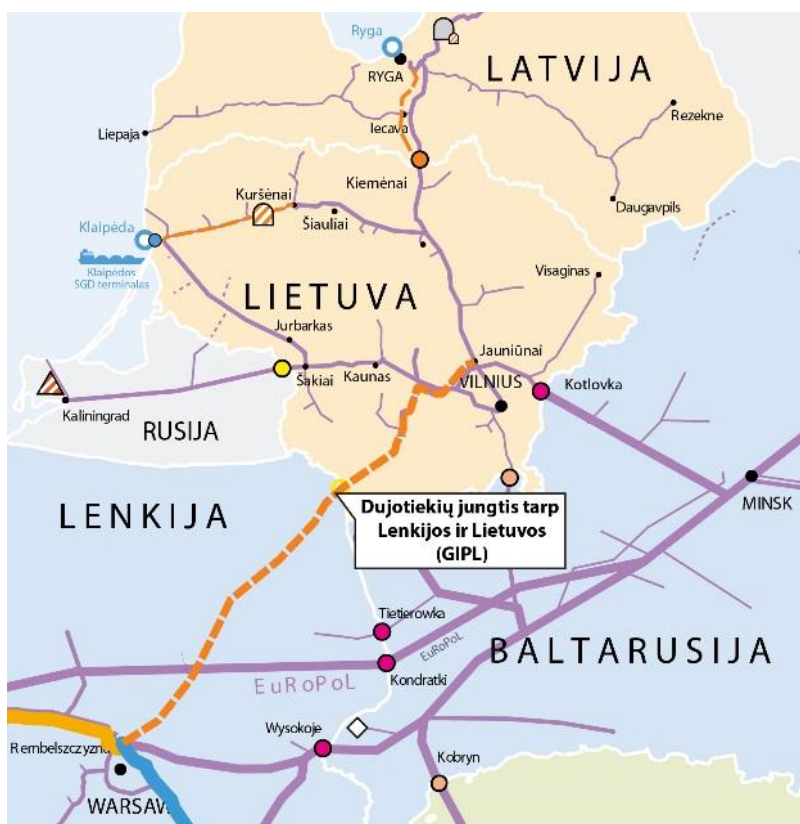 Ryga
RYGA
LATVIJA
Iecava
Rezekne
Liepaja
Kiemėnai
Kuršėnai
Daugavpils
Šiauliai
Klaipėda
Klaipėdos
SGD terminalas
Visaginas
LIETUVA
Jurbarkas
Jauniūnai
Šakiai
Kaunas
VILNIUS
Kotlovka
Kaliningrad
RUSIJA
MINSK
LENKIJA
Dujotiekių jungtis tarp
Lenkijos ir Lietuvos
(GIPL)
Tietierowka
EuRoPoL
BALTARUSIJA
EuRoPoL
Kondratki
Wysokoje
Rembelszczyzna
Kobryn
WARSAW